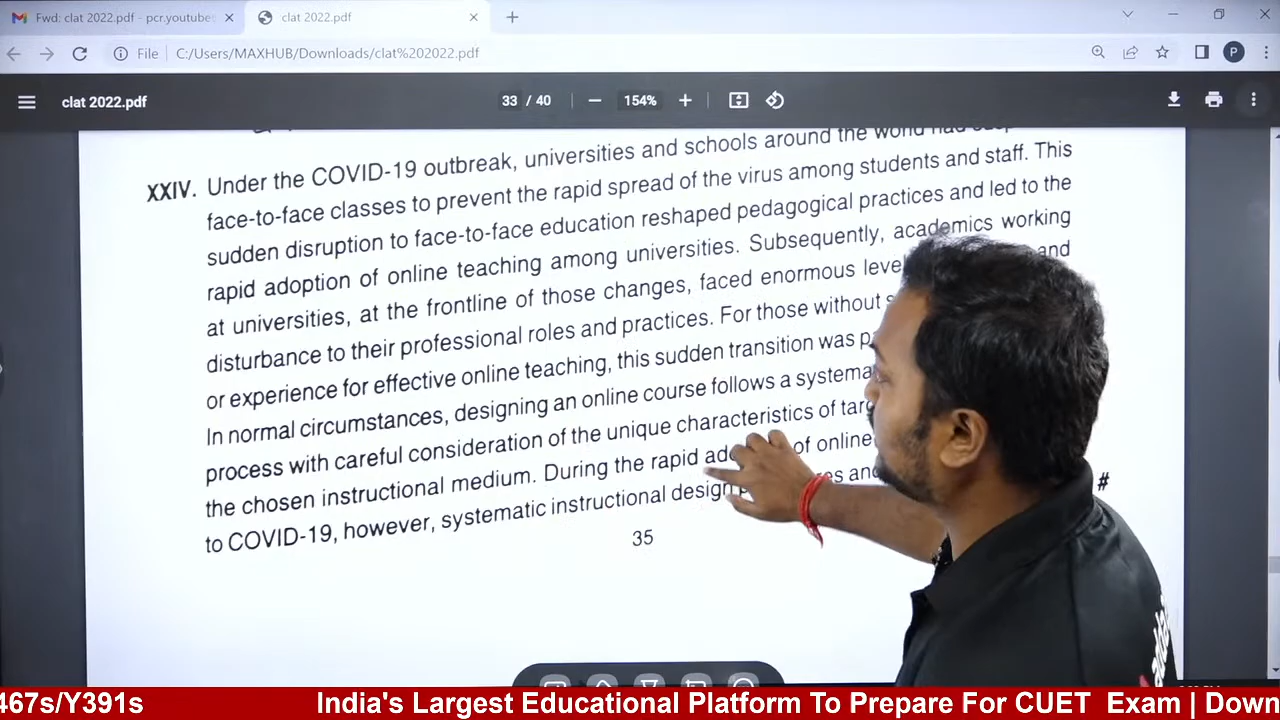 Fwd: clat 2022.pdf - pcr.youtube
clat 2022.pdf
File C:/Users/MAXHUB/Downloads/clat%202022.pdf
P
clat 2022.pdf
33 / 40
154%
XXIV. Under the COVID-19 outbreak, universities and schools around the world had
face-to-face classes to prevent the rapid spread of the virus among students and staff. This
sudden disruption to face-to-face education reshaped pedagogical practices and led to the
rapid adoption of online teaching among universities. Subsequently, academics working
at universities, at the frontline of those changes, faced enormous and
disturbance to their professional roles and practices. For those without
or experience for effective online teaching, this sudden transition was
In normal circumstances, designing an online course follows a
process with careful consideration of the unique characteristics of
the chosen instructional medium. During the rapid of online
to COVID-19, however, systematic instructional design and
#
35
467s/Y391s
India's Largest Educational Platform To Prepare For CUET Exam | Down